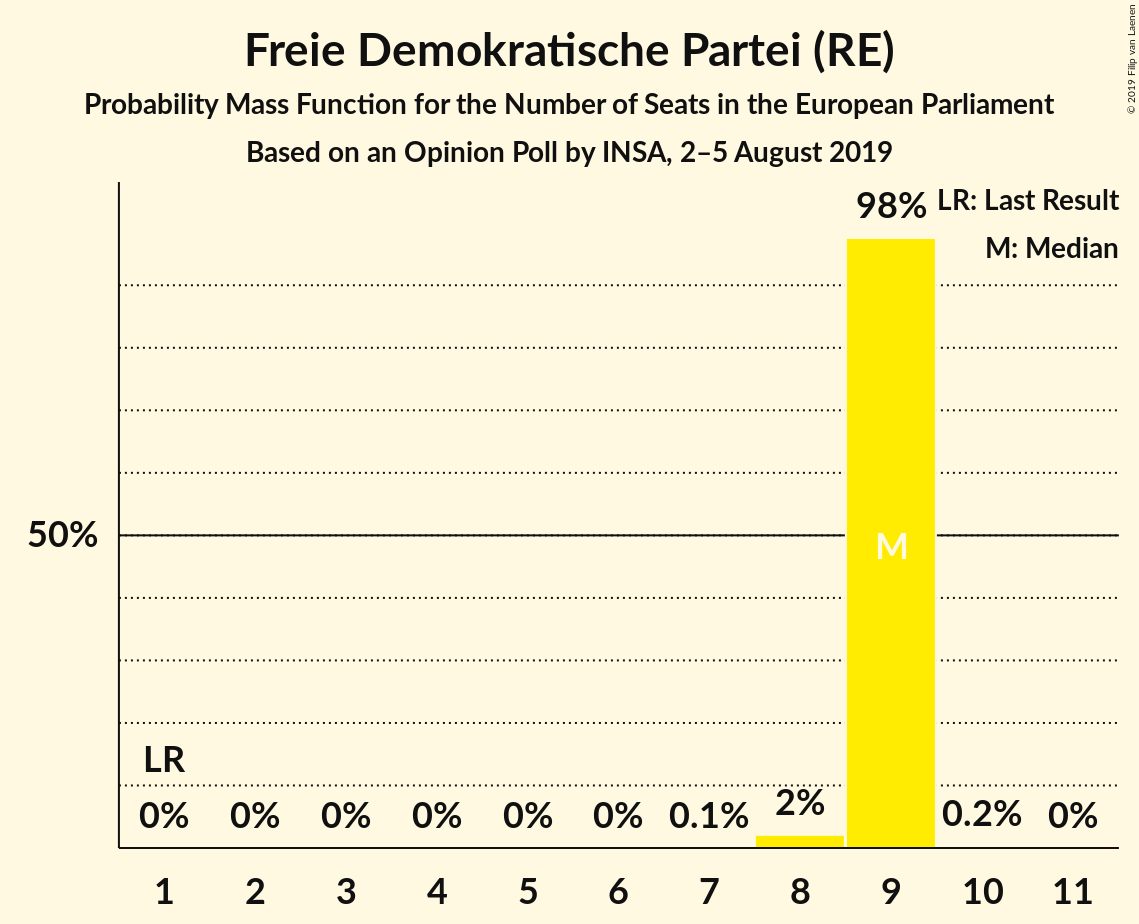 Freie Demokratische Partei (RE)
Probability Mass Function for the Number of Seats in the European Parliament
Based on an Opinion Poll by INSA, 2–5 August 2019
© 2019 Filip van Laenen
98%
LR: Last Result
M: Median
50%
M
LR
0% 0% 0% 0% 0% 0% 0.1% 2% 0.2% 0%
1 2 3 4 5 6 7 8 9 10 11